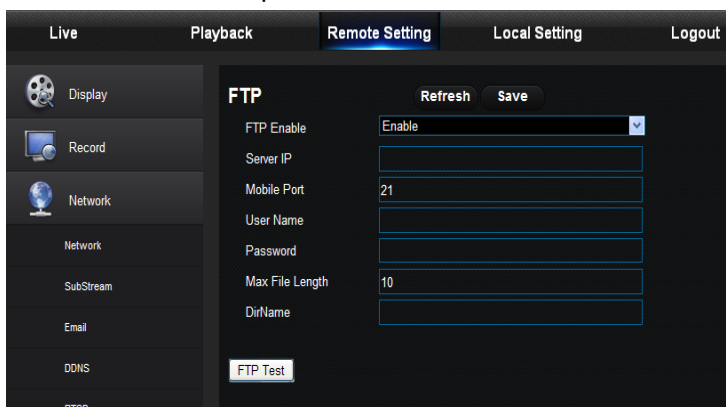 Live Playback Remote Setting Local Setting Logout
Display
Record
Network
Network
SubStream
Email
DDNS
FTP Refresh Save
FTP Enable Enable
Server IP
Mobile Port 21
User Name
Password
Max File Length 10
DirName
FTP Test